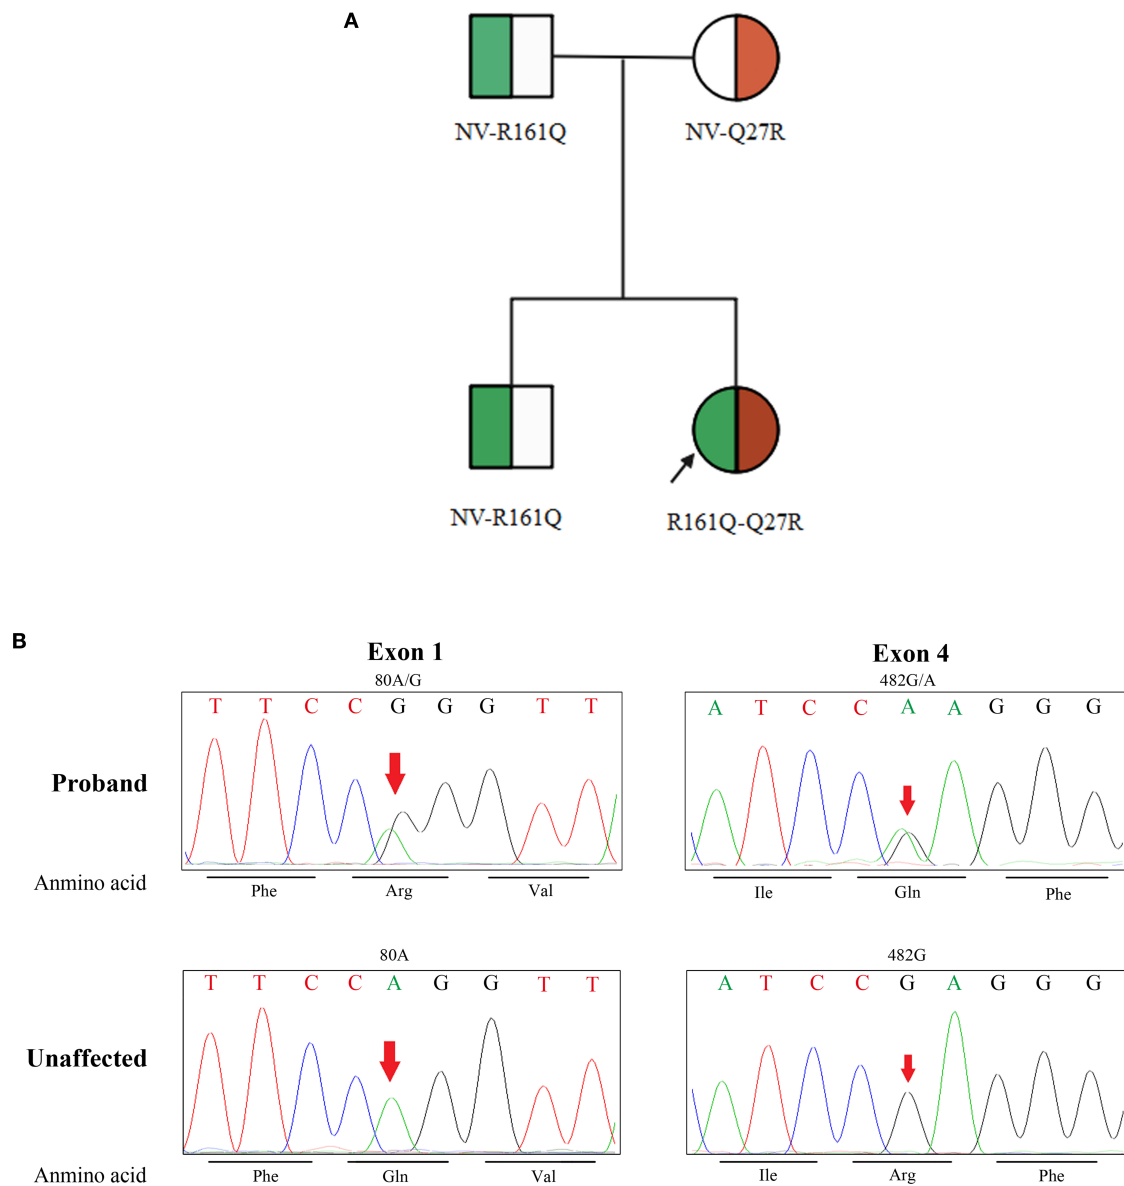 A
NV-R161Q
NV-Q27R
NV-R161Q
R161Q-Q27R
B
Exon 1
Exon 4
80A/G
482G/A
T T C C G G G T T
A T C C A A G G G
Proband
Anmino acid
Phe
Arg
Val
Ile
Gln
Phe
80A
482G
T T C C A G G T T
A T C C G A G G G
Unaffected
Anmino acid
Phe
Gln
Val
Ile
Arg
Phe